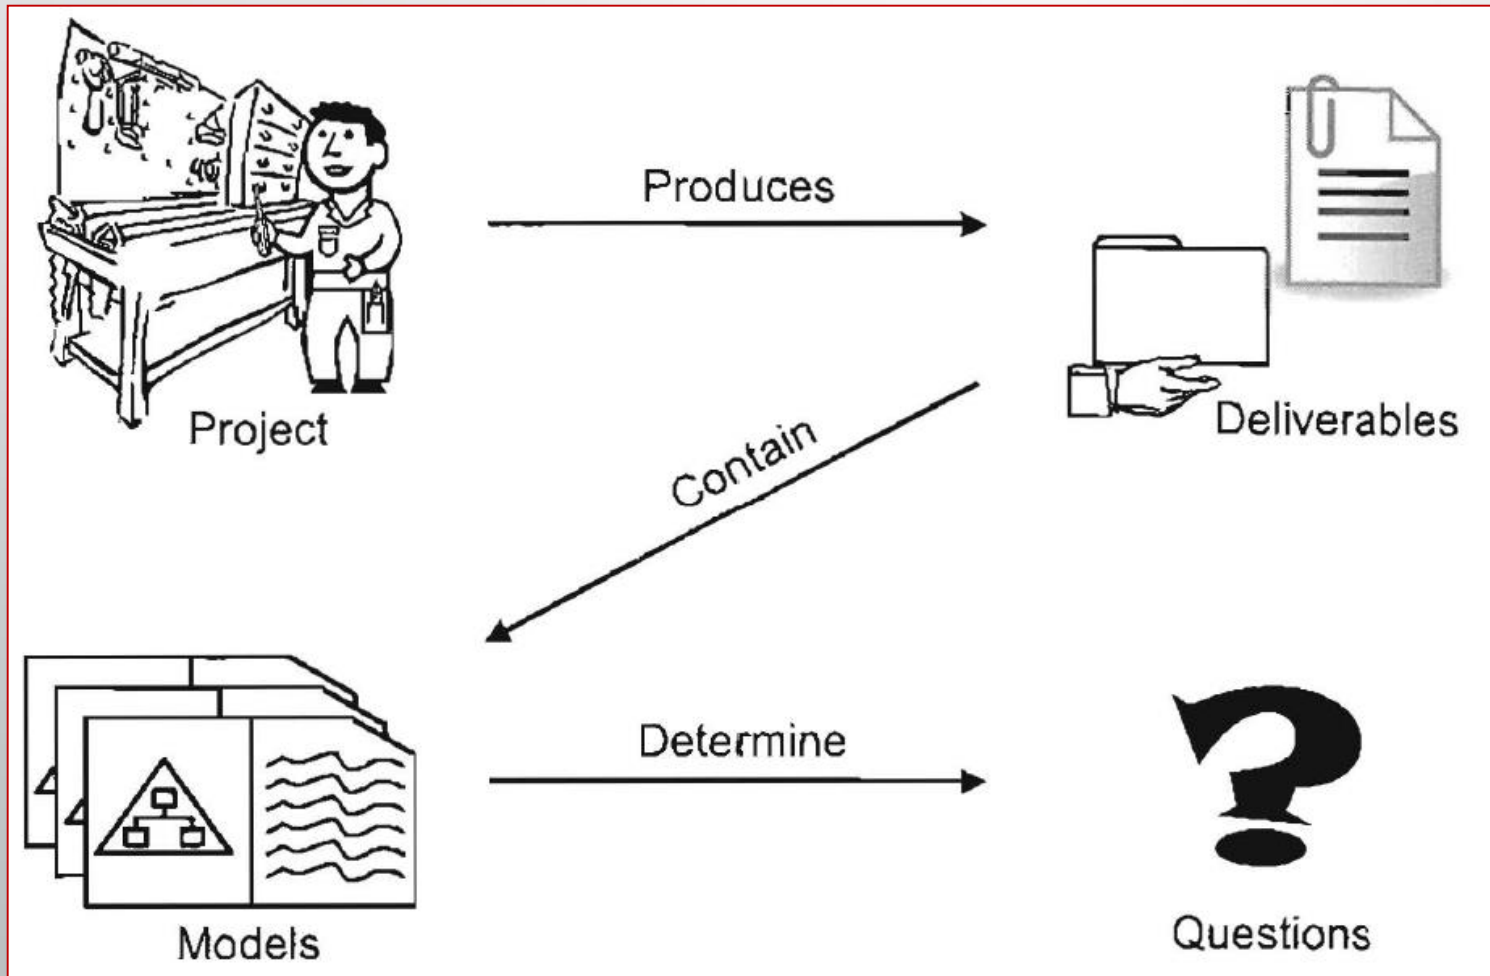 Produces
Project
Deliverables
Contain
Determine
Models
Questions